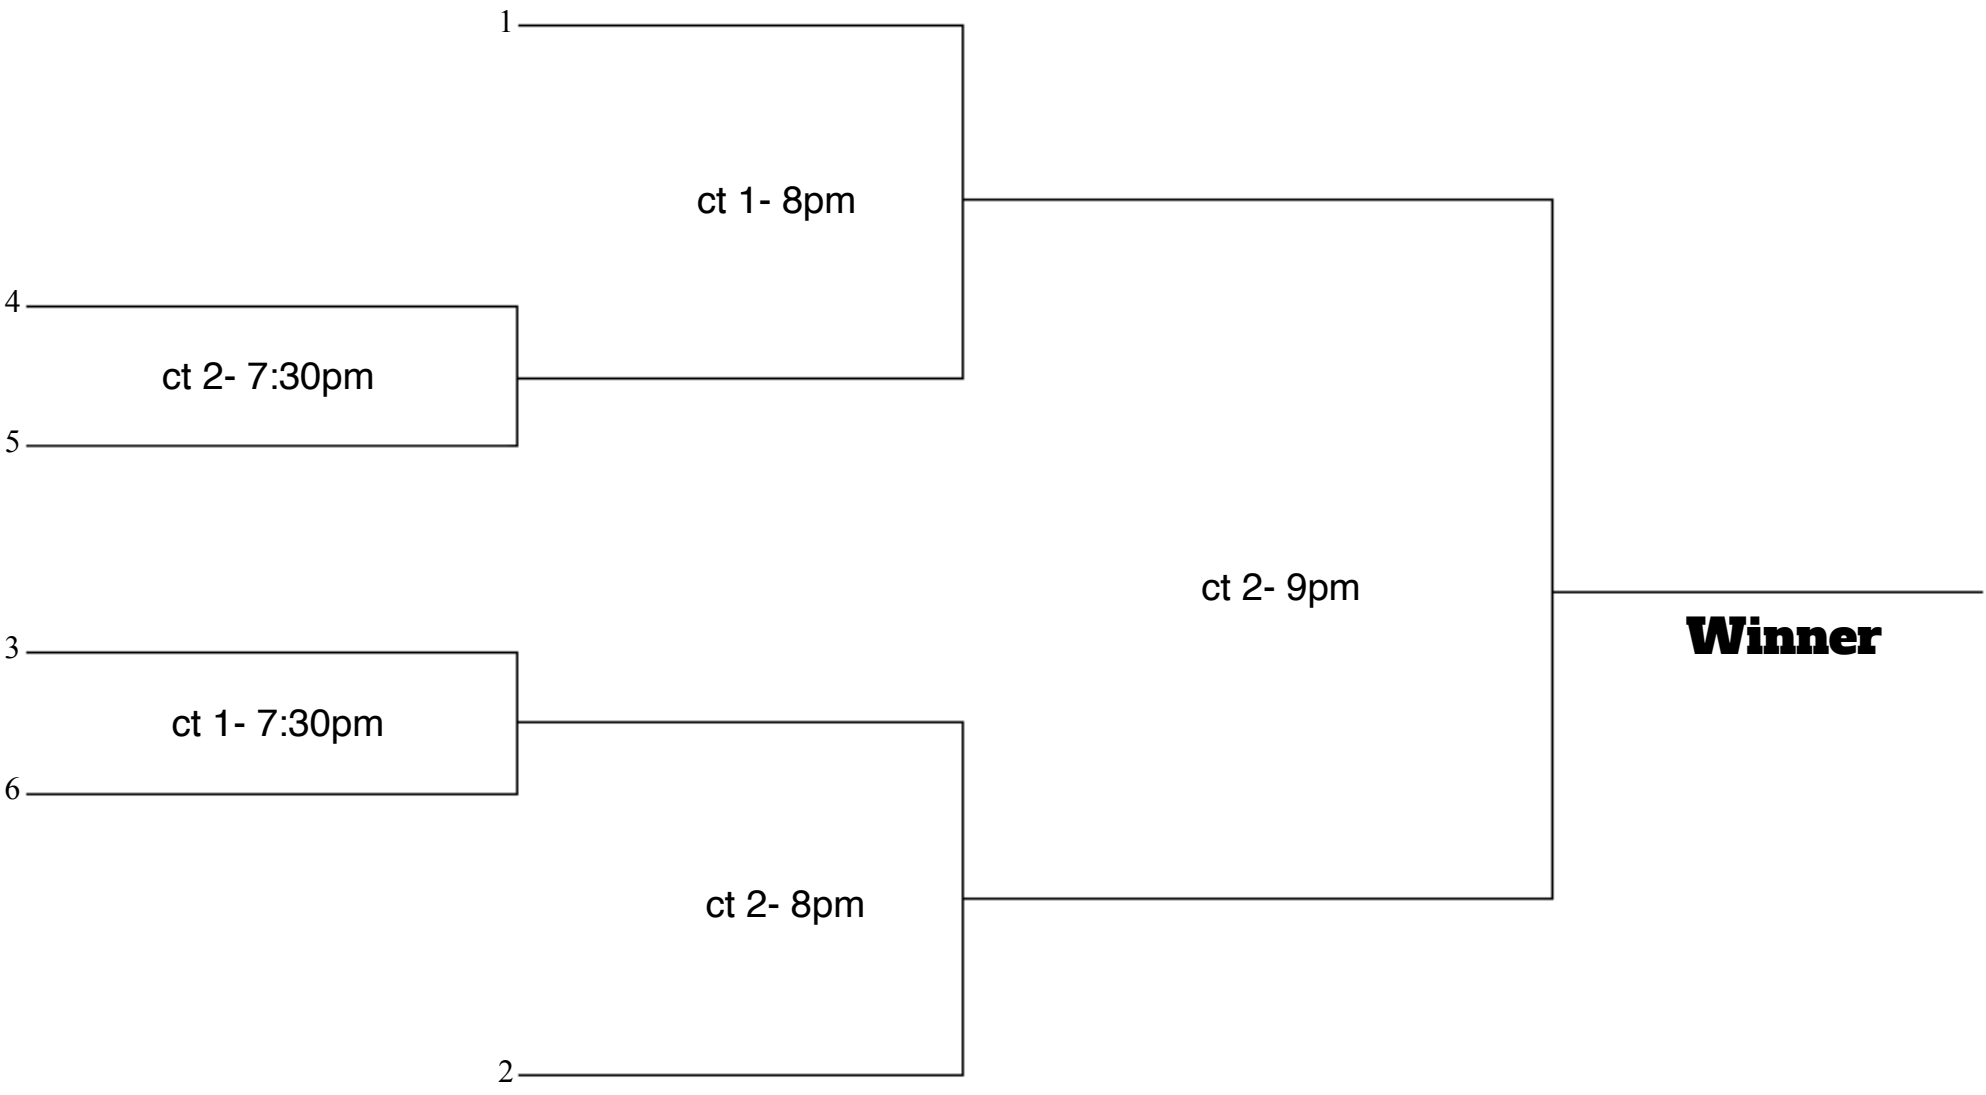 1
ct 1- 8pm
4
ct 2- 7:30pm
5
ct 2- 9pm
Winner
3
ct 1- 7:30pm
6
ct 2- 8pm
2